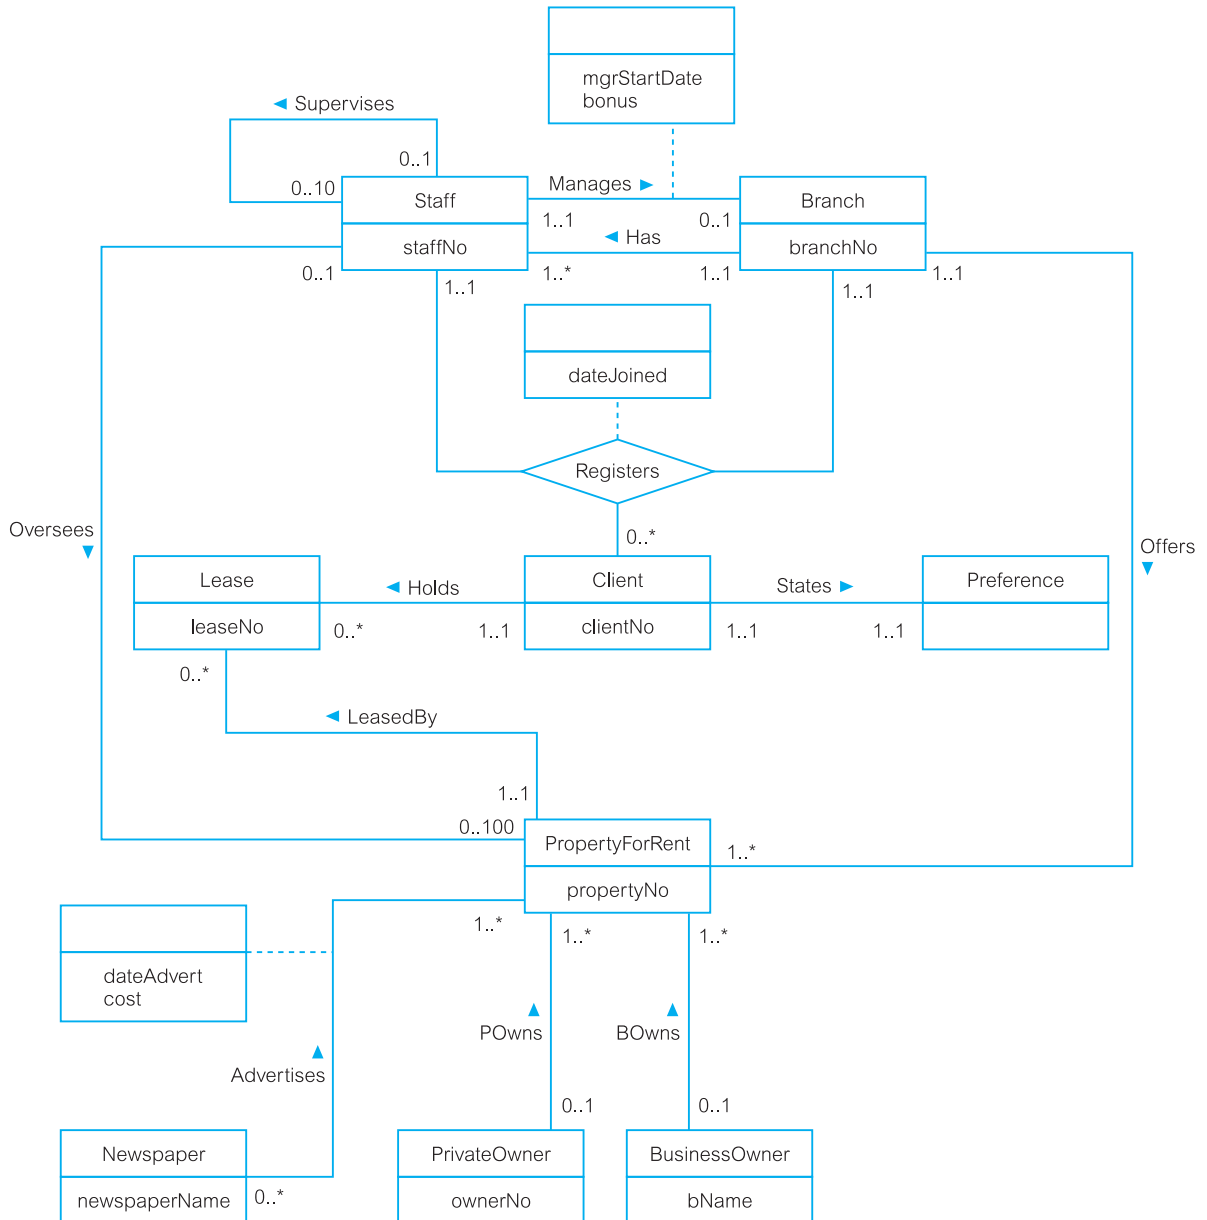 mgrStartDate
bonus
Supervises
0..1
0..10
Staff
Manages
Branch
1..1
0..1
staffNo
Has
branchNo
0..1
1..1
1..*
1..1
1..1
1..1
dateJoined
Registers
Oversees
0..*
Offers
Lease
Holds
Client
States
Preference
leaseNo
0..*
1..1
clientNo
1..1
1..1
0..*
LeasedBy
1..1
0..100
PropertyForRent
1..*
propertyNo
1..*
1..*
1..*
dateAdvert
cost
POwns
BOwns
Advertises
0..1
0..1
Newspaper
PrivateOwner
BusinessOwner
newspaperName
0..*
ownerNo
bName